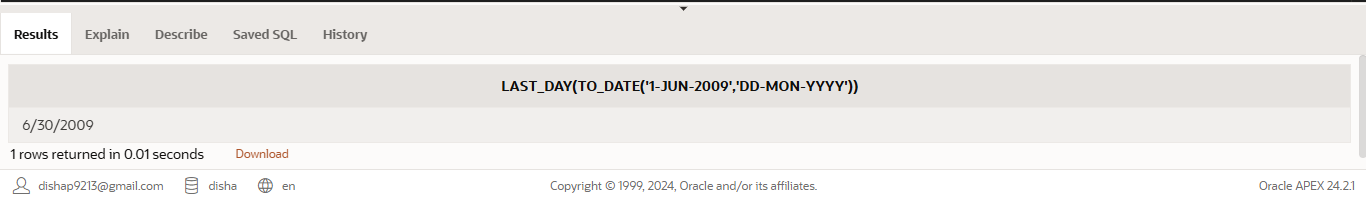 Results Explain Describe Saved SQL History
LAST_DAY(TO_DATE('1-JUN-2009','DD-MON-YYYY'))
6/30/2009
1 rows returned in 0.01 seconds Download
dishap9213@gmail.com disha en Copyright © 1999, 2024, Oracle and/or its affiliates. Oracle APEX 24.2.1